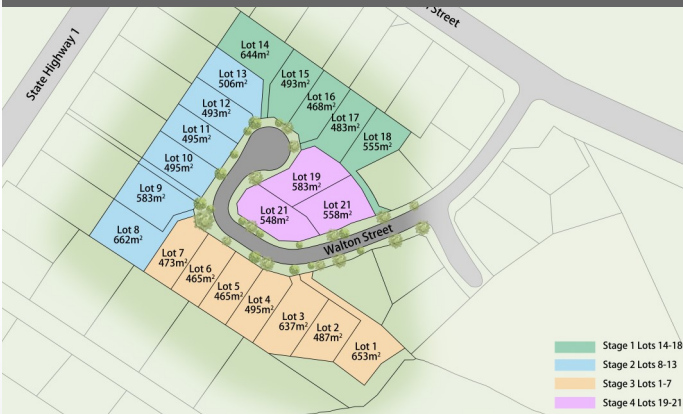 Street
State Highway 1
Lot 14
644m²
Lot 15
493m²
Lot 13
506m²
Lot 16
468m²
Lot 12
493m²
Lot 17
483m²
Lot 11
495m²
Lot 18
555m²
Lot 10
495m²
Lot 19
583m²
Lot 9
583m²
Lot 21
558m²
Lot 21
548m²
Lot 8
662m²
Walton Street
Lot 7
473m²
Lot 6
465m²
Lot 5
465m²
Lot 4
495m²
Lot 3
637m²
Lot 2
487m²
Lot 1
653m²
Stage 1 Lots 14-18
Stage 2 Lots 8-13
Stage 3 Lots 1-7
Stage 4 Lots 19-21